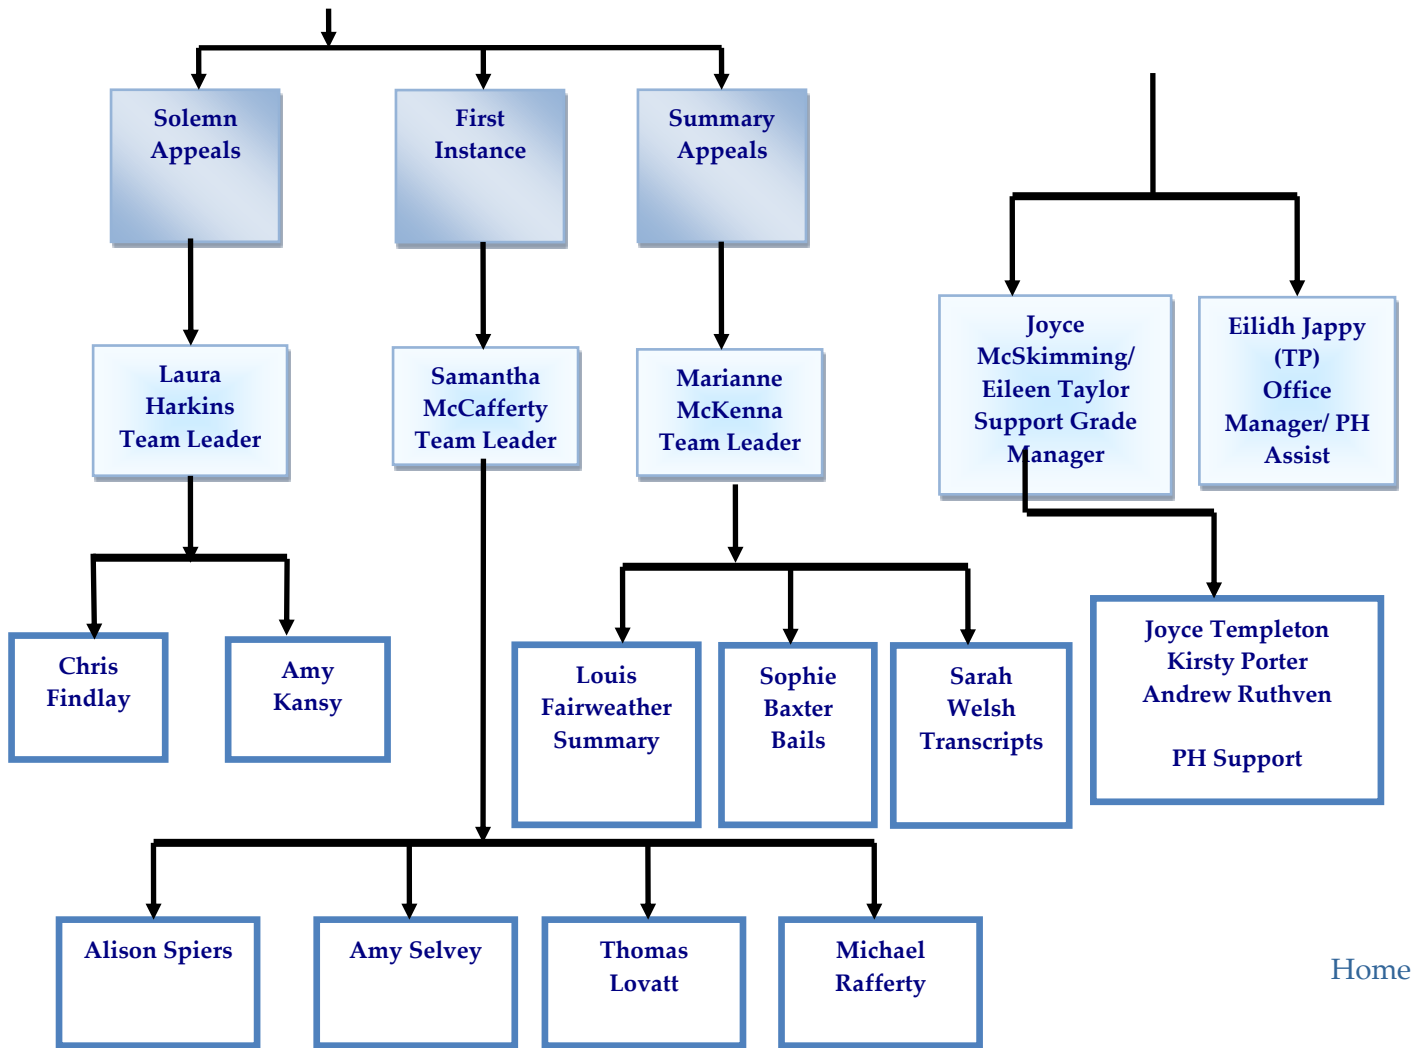 Solemn
Appeals
First
Instance
Summary
Appeals
Joyce
McSkimming/
Eileen Taylor
Support Grade
Manager
Eilidh Jappy
(TP)
Office
Manager/ PH
Assist
Laura
Harkins
Team Leader
Samantha
McCafferty
Team Leader
Marianne
McKenna
Team Leader
Chris
Findlay
Amy
Kansy
Louis
Fairweather
Summary
Sophie
Baxter
Bails
Sarah
Welsh
Transcripts
Joyce Templeton
Kirsty Porter
Andrew Ruthven
PH Support
Alison Spiers
Amy Selvey
Thomas
Lovatt
Michael
Rafferty
Home